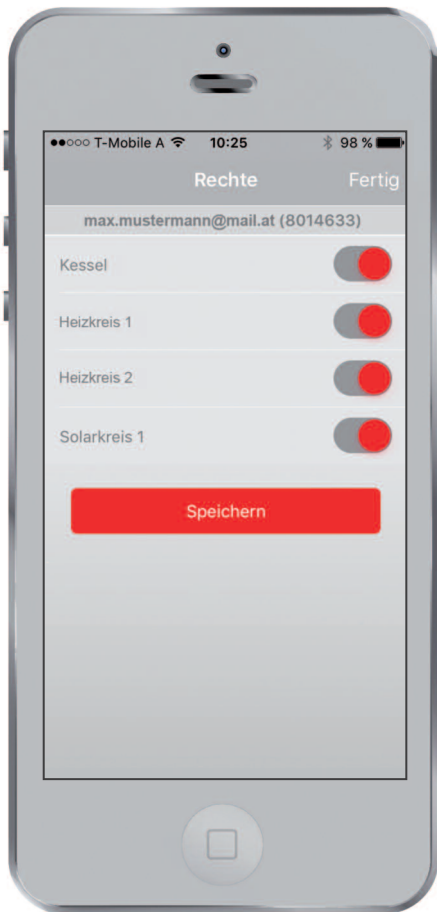 T-Mobile A 10:25 98 %
Rechte Fertig
max.mustermann@mail.at (8014633)
Kessel
Heizkreis 1
Heizkreis 2
Solarkreis 1
Speichern